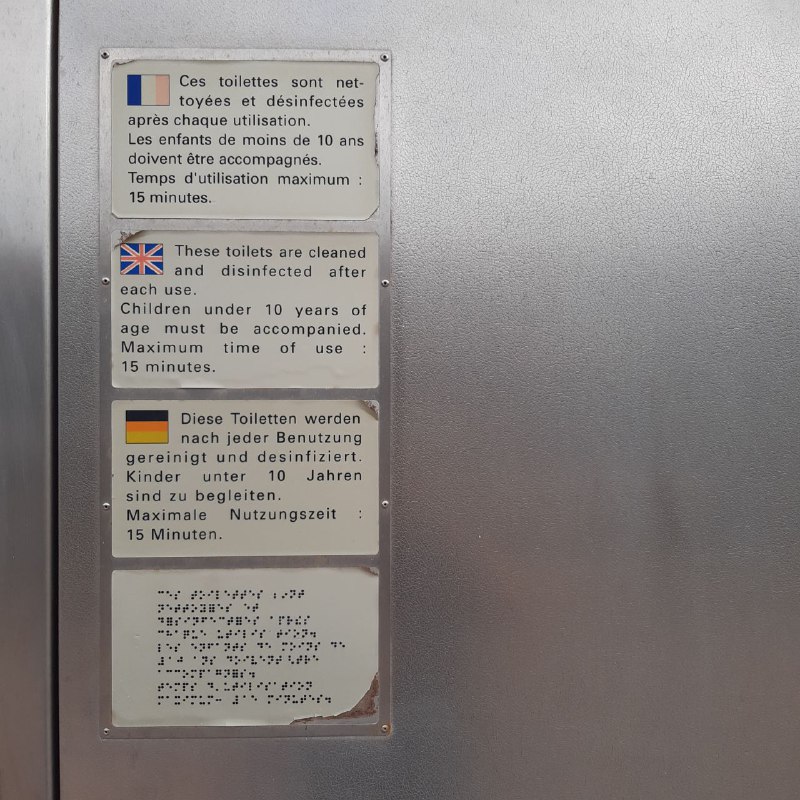 Ces toilettes sont net-
toyées et désinfectées
après chaque utilisation.
Les enfants de moins de 10 ans
doivent être accompagnés.
Temps d'utilisation maximum :
15 minutes.
These toilets are cleaned
and disinfected after
each use.
Children under 10 years of
age must be accompanied.
Maximum time of use :
15 minutes.
Diese Toiletten werden
nach jeder Benutzung
gereinigt und desinfiziert.
Kinder unter 10 Jahren
sind zu begleiten.
Maximale Nutzungszeit :
15 Minuten.